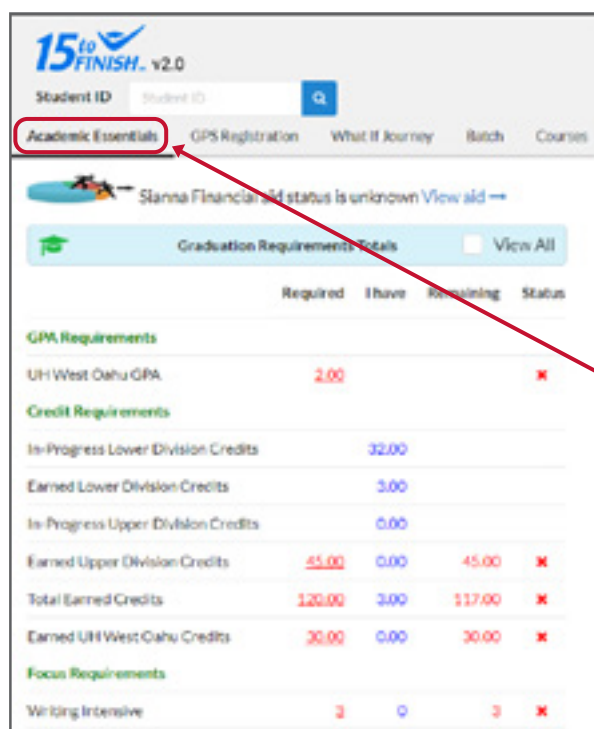 15 to FINISH™ v2.0
Student ID Student ID
Academic Essentials GPS Registration What If Journey Batch Courses
Sianna Financial aid status is unknown View aid →
Graduation Requirements Totals View All
Required I have Remaining Status
GPA Requirements
UH West Oahu GPA 2.00 ✖
Credit Requirements
In-Progress Lower Division Credits 32.00
Earned Lower Division Credits 3.00
In-Progress Upper Division Credits 0.00
Earned Upper Division Credits 45.00 0.00 45.00 ✖
Total Earned Credits 120.00 3.00 117.00 ✖
Earned UH West Oahu Credits 30.00 0.00 30.00 ✖
Focus Requirements
Writing Intensive 3 0 3 ✖